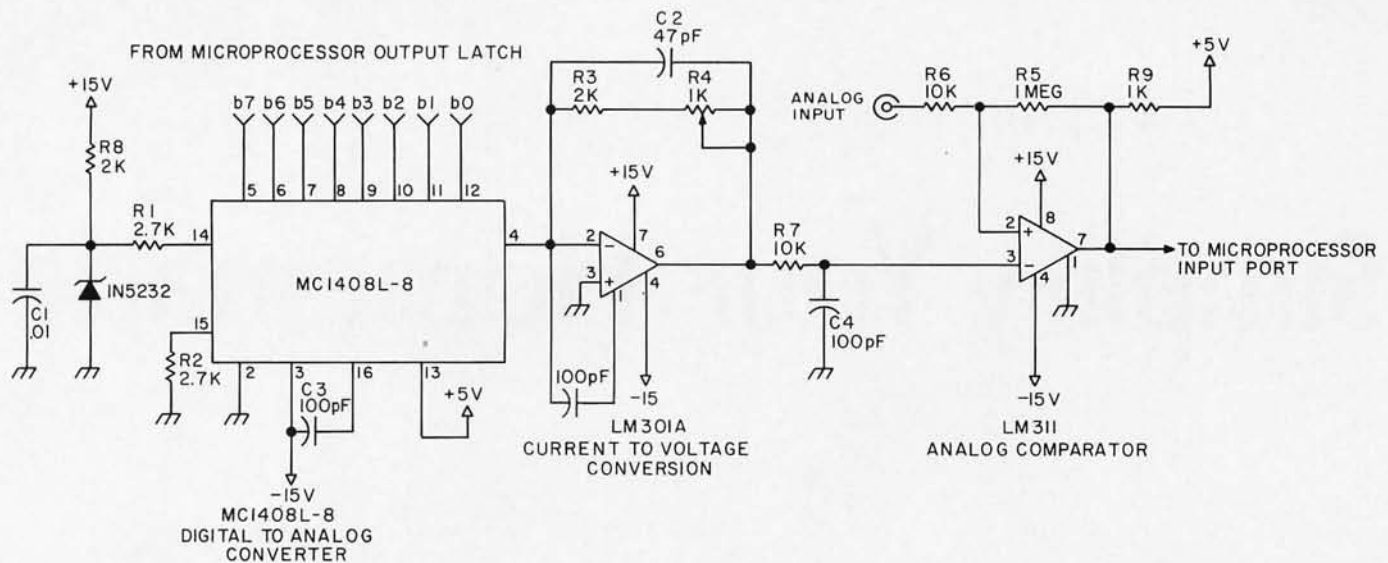 FROM MICROPROCESSOR OUTPUT LATCH
+15V
R8
2K
b7 b6 b5 b4 b3 b2 b1 b0
5 6 7 8 9 10 11 12
R1
2.7K
14
MC1408L-8
4
C1
.01
IN5232
15
R2
2.7K
2
3
16
13
C3
100pF
+5V
-15V
MC1408L-8
DIGITAL TO ANALOG
CONVERTER
C2
47pF
R3
2K
R4
1K
+15V
2
-
7
6
3
+
1
4
100pF
-15
LM301A
CURRENT TO VOLTAGE
CONVERSION
R7
10K
C4
100pF
ANALOG
INPUT
R6
10K
R5
1MEG
R9
1K
+5V
+15V
8
2
+
7
3
-
1
4
-15V
LM311
ANALOG COMPARATOR
TO MICROPROCESSOR
INPUT PORT